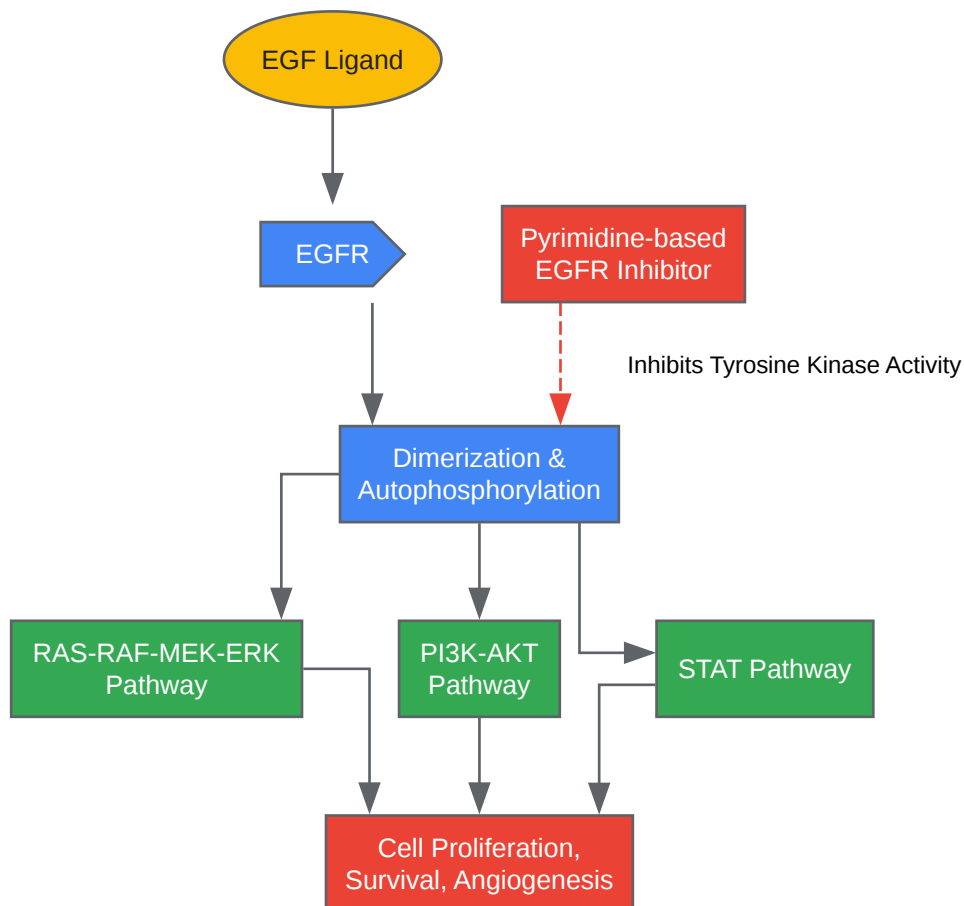 EGF Ligand
EGFR
Pyrimidine-based
EGFR Inhibitor
Inhibits Tyrosine Kinase Activity
Dimerization &
Autophosphorylation
RAS-RAF-MEK-ERK
Pathway
PI3K-AKT
Pathway
STAT Pathway
Cell Proliferation,
Survival, Angiogenesis